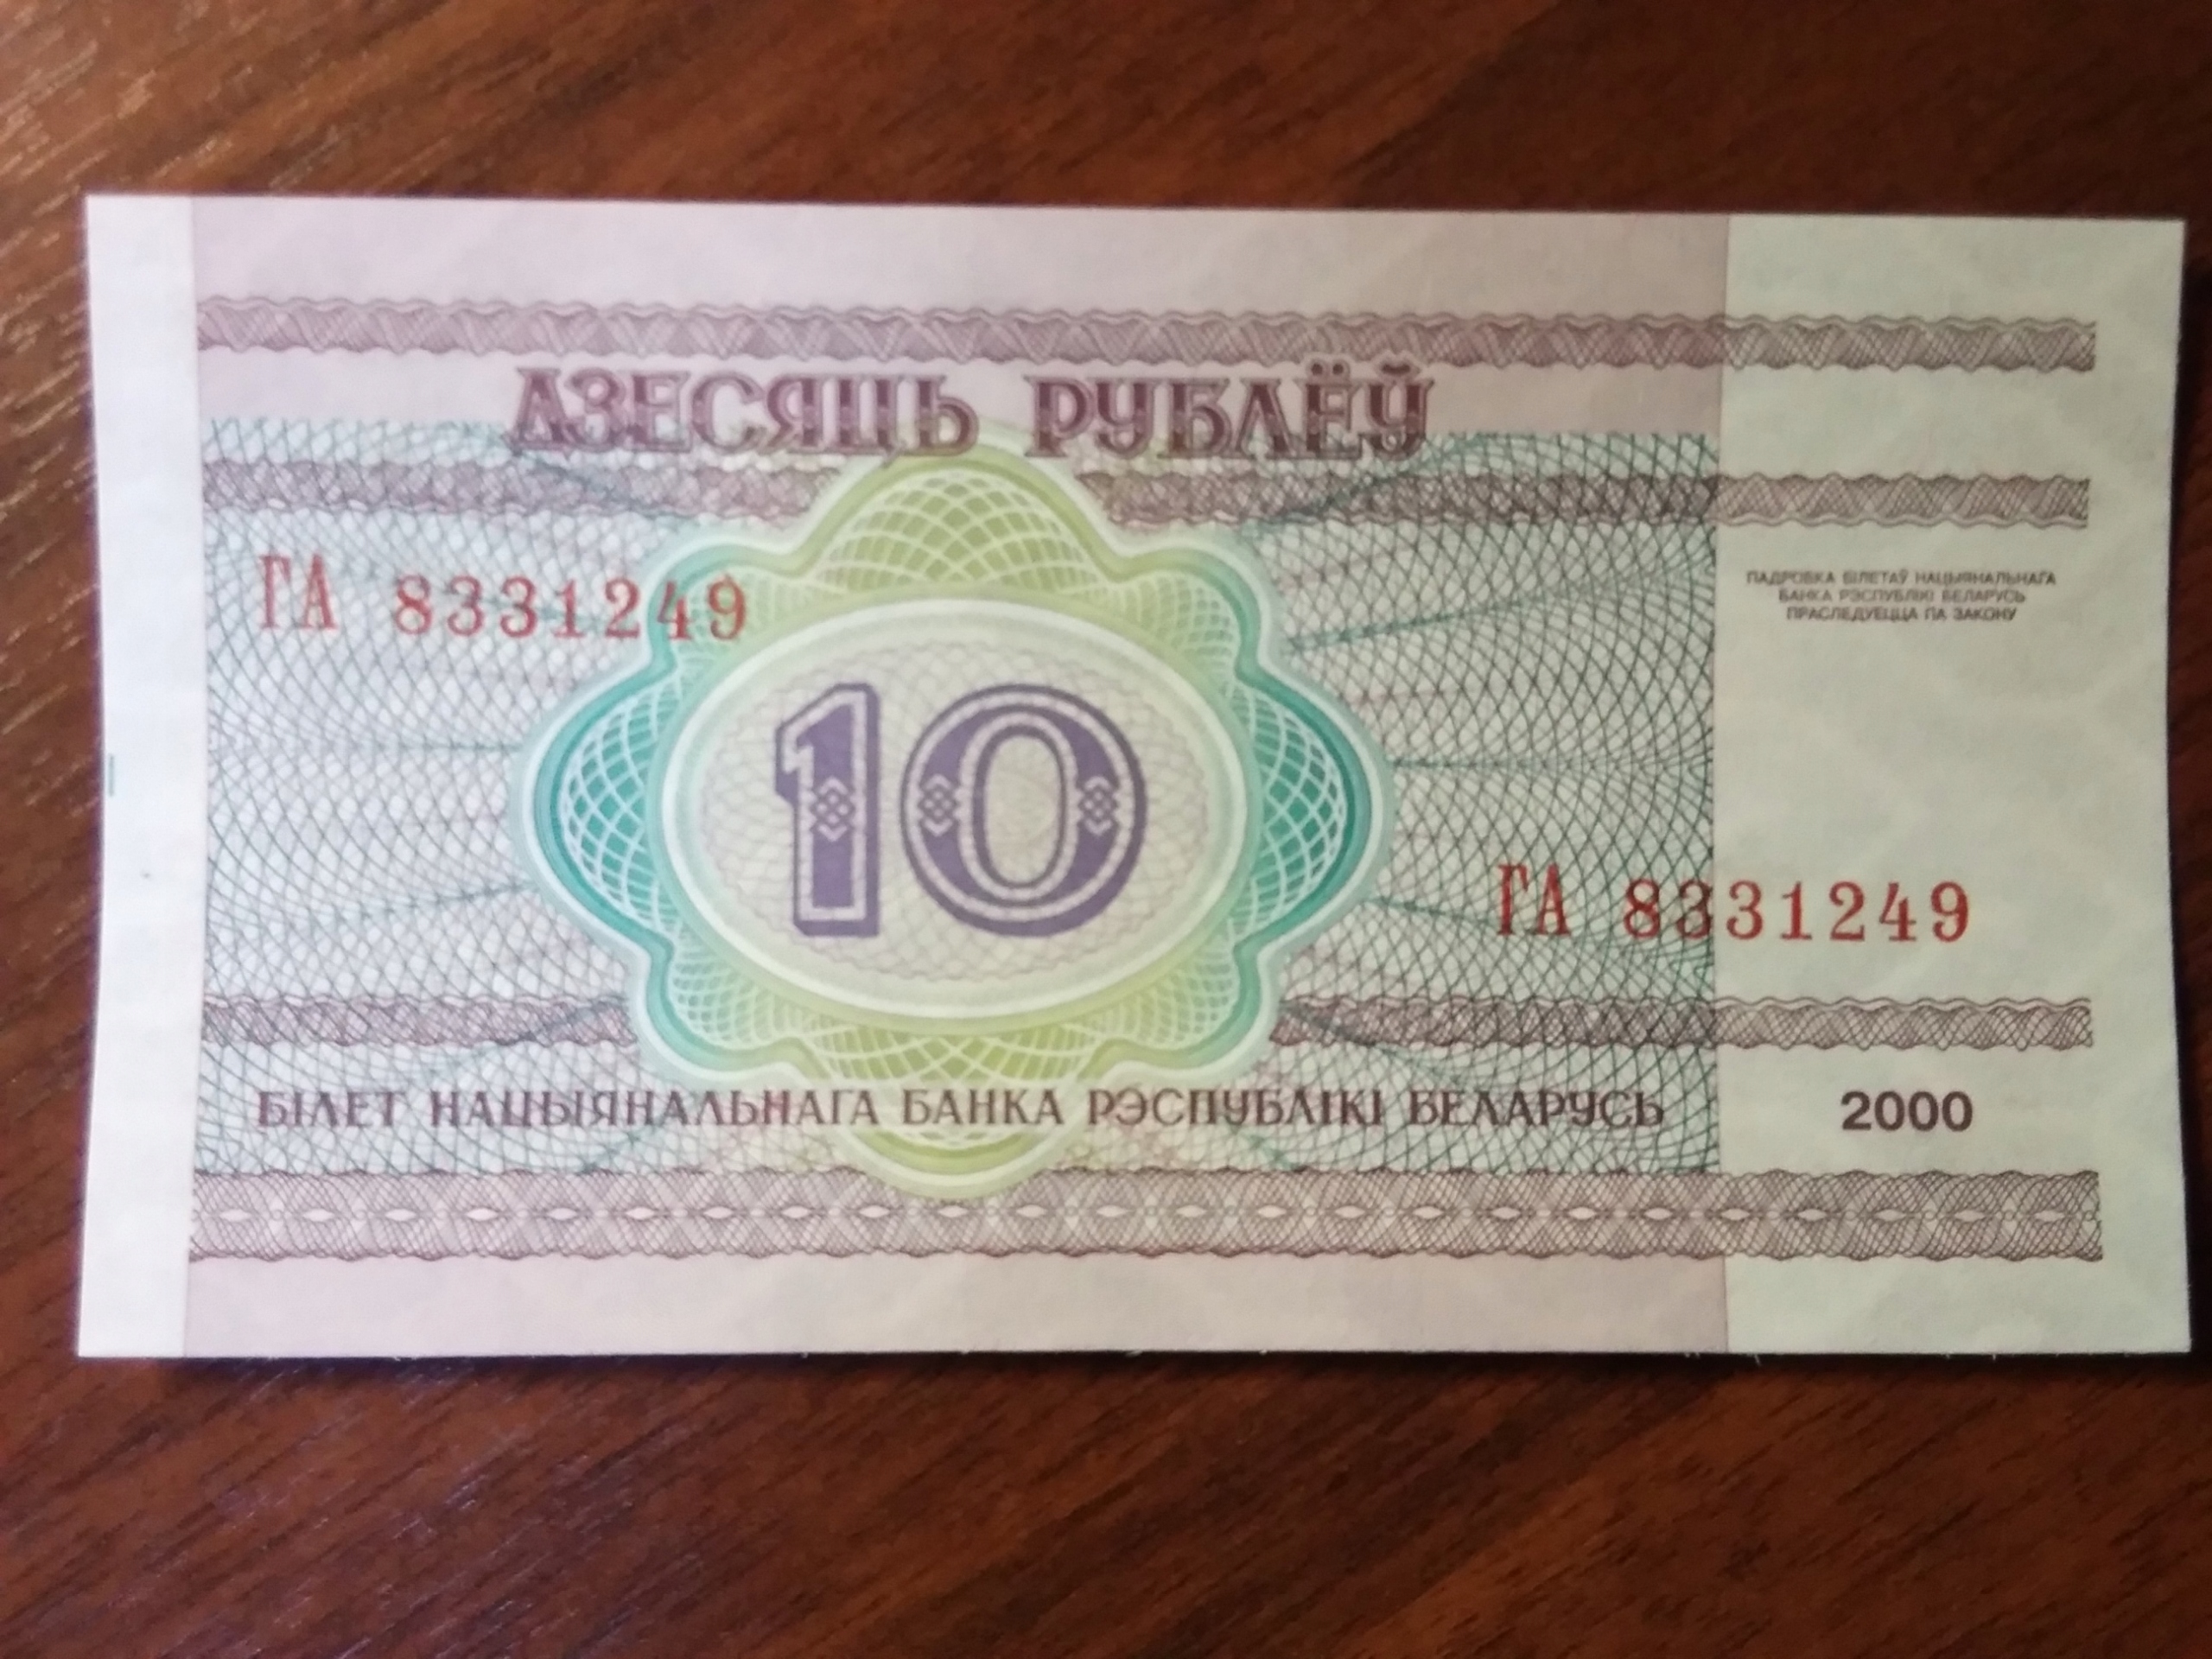 ДЗЕСЯЦЬ РУБЛЁЎ
ГА 8331249
ПАДРОБКА БІЛЕТАЎ НАЦЫЯНАЛЬНАГА
БАНКА РЭСПУБЛІКІ БЕЛАРУСЬ
ПРАСЛЕДУЕЦЦА ПА ЗАКОНУ
10
ГА 8331249
БІЛЕТ НАЦЫЯНАЛЬНАГА БАНКА РЭСПУБЛІКІ БЕЛАРУСЬ
2000